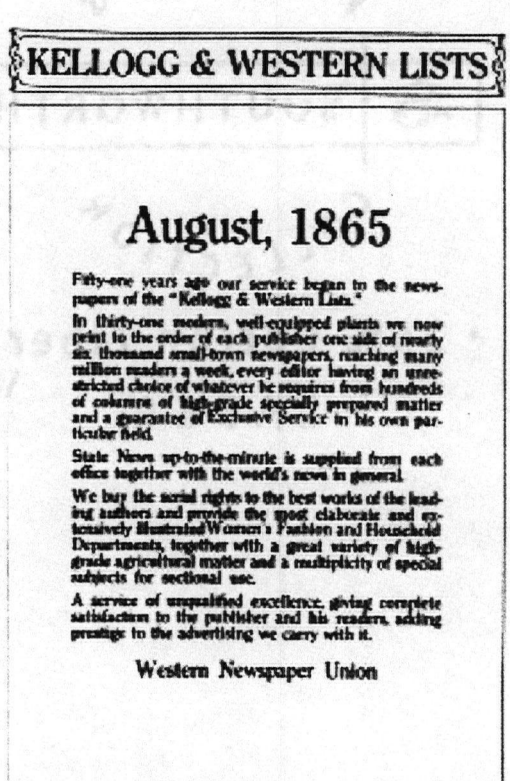 KELLOGG & WESTERN LISTS
August, 1865
Fifty-one years ago our service began to the news-
papers of the "Kellogg & Western Lists."
In thirty-one modern, well-equipped plants we now
print to the order of each publisher one side of nearly
six thousand small-town newspapers, reaching many
million readers a week, every editor having an unre-
stricted choice of whatever he requires from hundreds
of columns of high-grade specially prepared matter
and a guarantee of Exclusive Service in his own par-
ticular field.
State News up-to-the-minute is supplied from each
office together with the world's news in general.
We buy the serial rights to the best works of the lead-
ing authors and provide the most elaborate and ex-
tensively Illustrated Women's Fashion and Household
Departments, together with a great variety of high-
grade agricultural matter and a multiplicity of special
subjects for sectional use.
A service of unqualified excellence, giving complete
satisfaction to the publisher and his readers, adding
prestige to the advertising we carry with it.
Western Newspaper Union